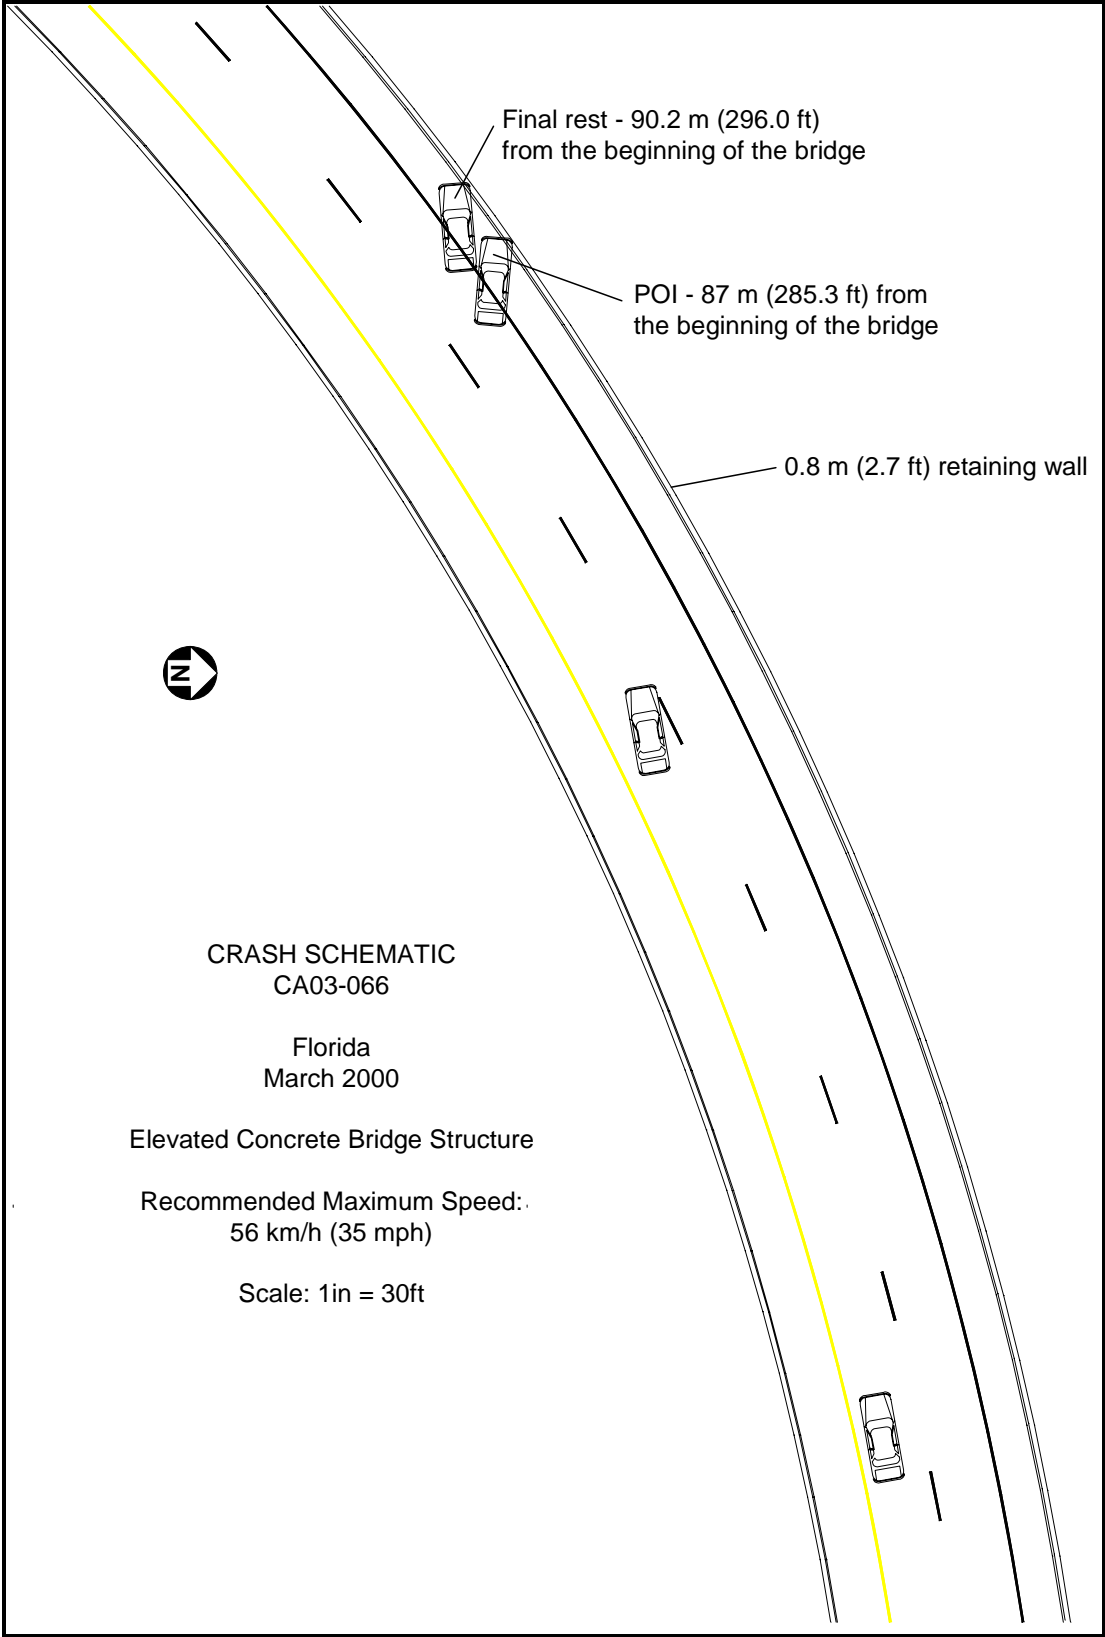 Final rest - 90.2 m (296.0 ft)
from the beginning of the bridge
POI - 87 m (285.3 ft) from
the beginning of the bridge
0.8 m (2.7 ft) retaining wall
N
CRASH SCHEMATIC
CA03-066
Florida
March 2000
Elevated Concrete Bridge Structure
Recommended Maximum Speed:
56 km/h (35 mph)
Scale: 1in = 30ft